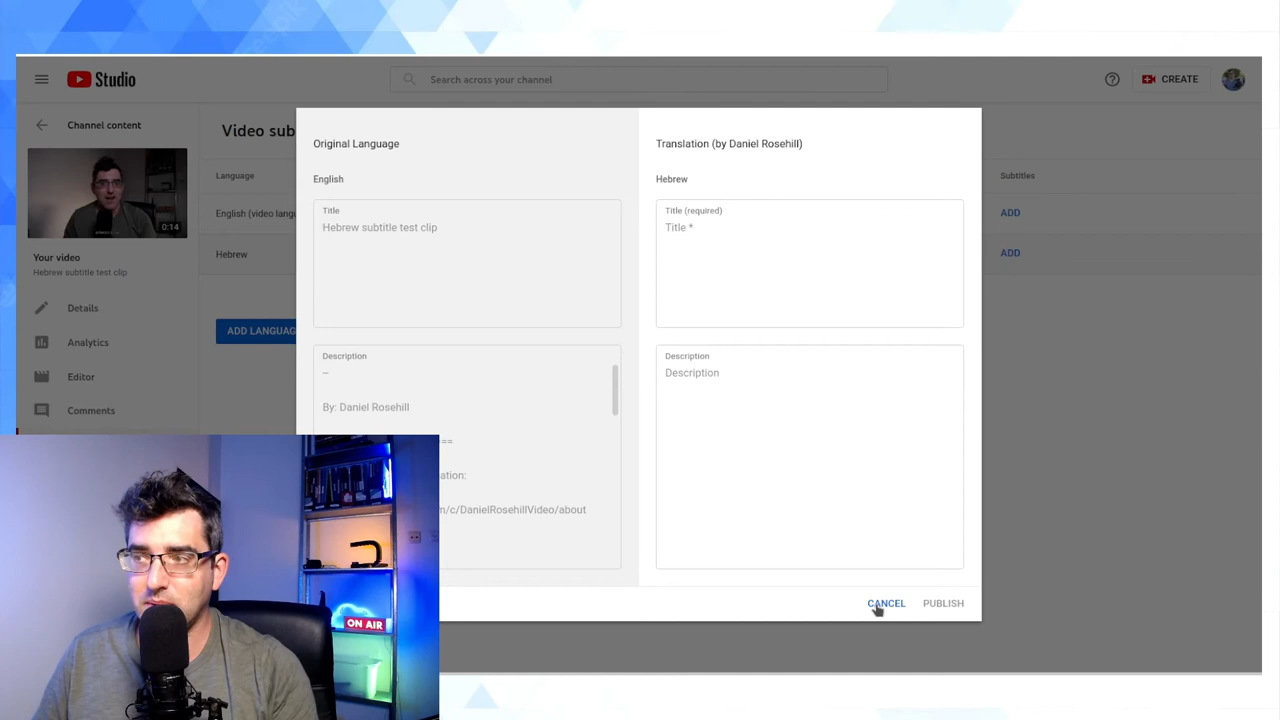 Studio
Search across your channel
CREATE
Channel content
0:14
Your video
Hebrew subtitle test clip
Details
Analytics
Editor
Comments
Video sub
Language
Subtitles
English (video langu
ADD
Hebrew
ADD
ADD LANGUAG
Original Language
English
Title
Hebrew subtitle test clip
Description
–
By: Daniel Rosehill
===
ation:
m/c/DanielRosehillVideo/about
Translation (by Daniel Rosehill)
Hebrew
Title (required)
Title *
Description
Description
CANCEL
PUBLISH
ON AIR